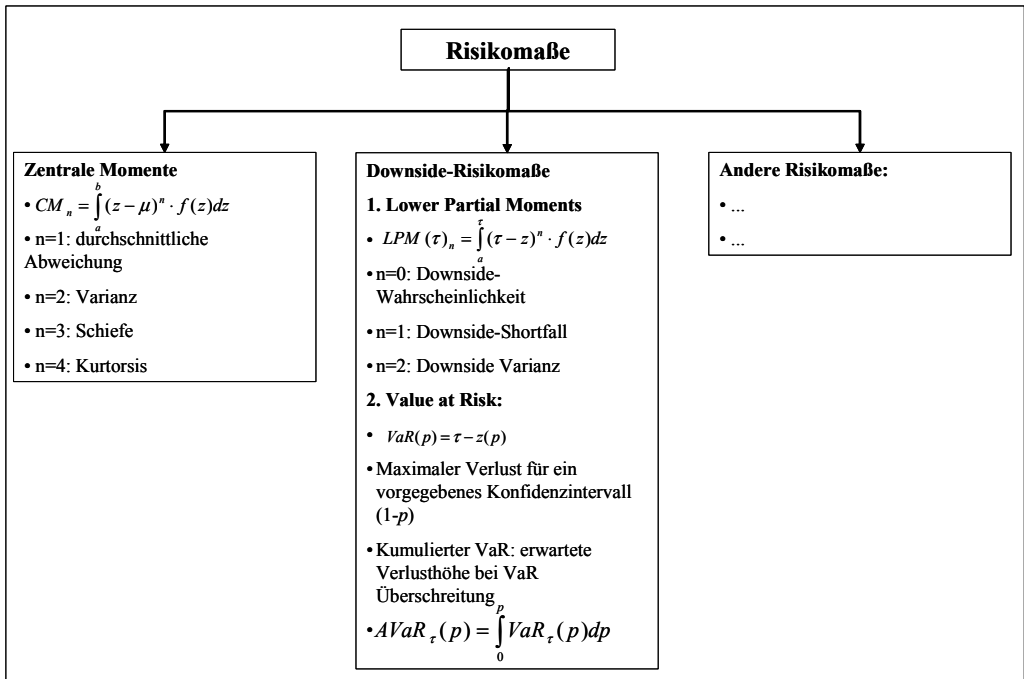 Risikomaße
Zentrale Momente
• CM_n = ∫_a^b (z − μ)^n · f(z)dz
• n=1: durchschnittliche
Abweichung
• n=2: Varianz
• n=3: Schiefe
• n=4: Kurtorsis
Downside-Risikomaße
1. Lower Partial Moments
• LPM (τ)_n = ∫_a^τ (τ − z)^n · f(z)dz
• n=0: Downside-
Wahrscheinlichkeit
• n=1: Downside-Shortfall
• n=2: Downside Varianz
2. Value at Risk:
• VaR(p) = τ − z(p)
• Maximaler Verlust für ein
vorgegebenes Konfidenzintervall
(1-p)
• Kumulierter VaR: erwartete
Verlusthöhe bei VaR
Überschreitung
• AVaR_τ(p) = ∫_0^p VaR_τ(p)dp
Andere Risikomaße:
• ...
• ...